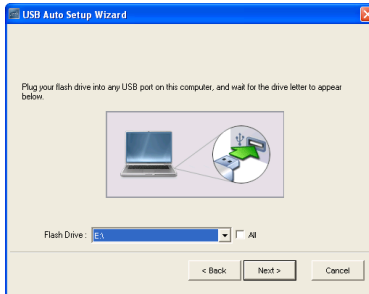 USB Auto Setup Wizard
Plug your flash drive into any USB port on this computer, and wait for the drive letter to appear
below.
Flash Drive : E:\ All
< Back Next > Cancel